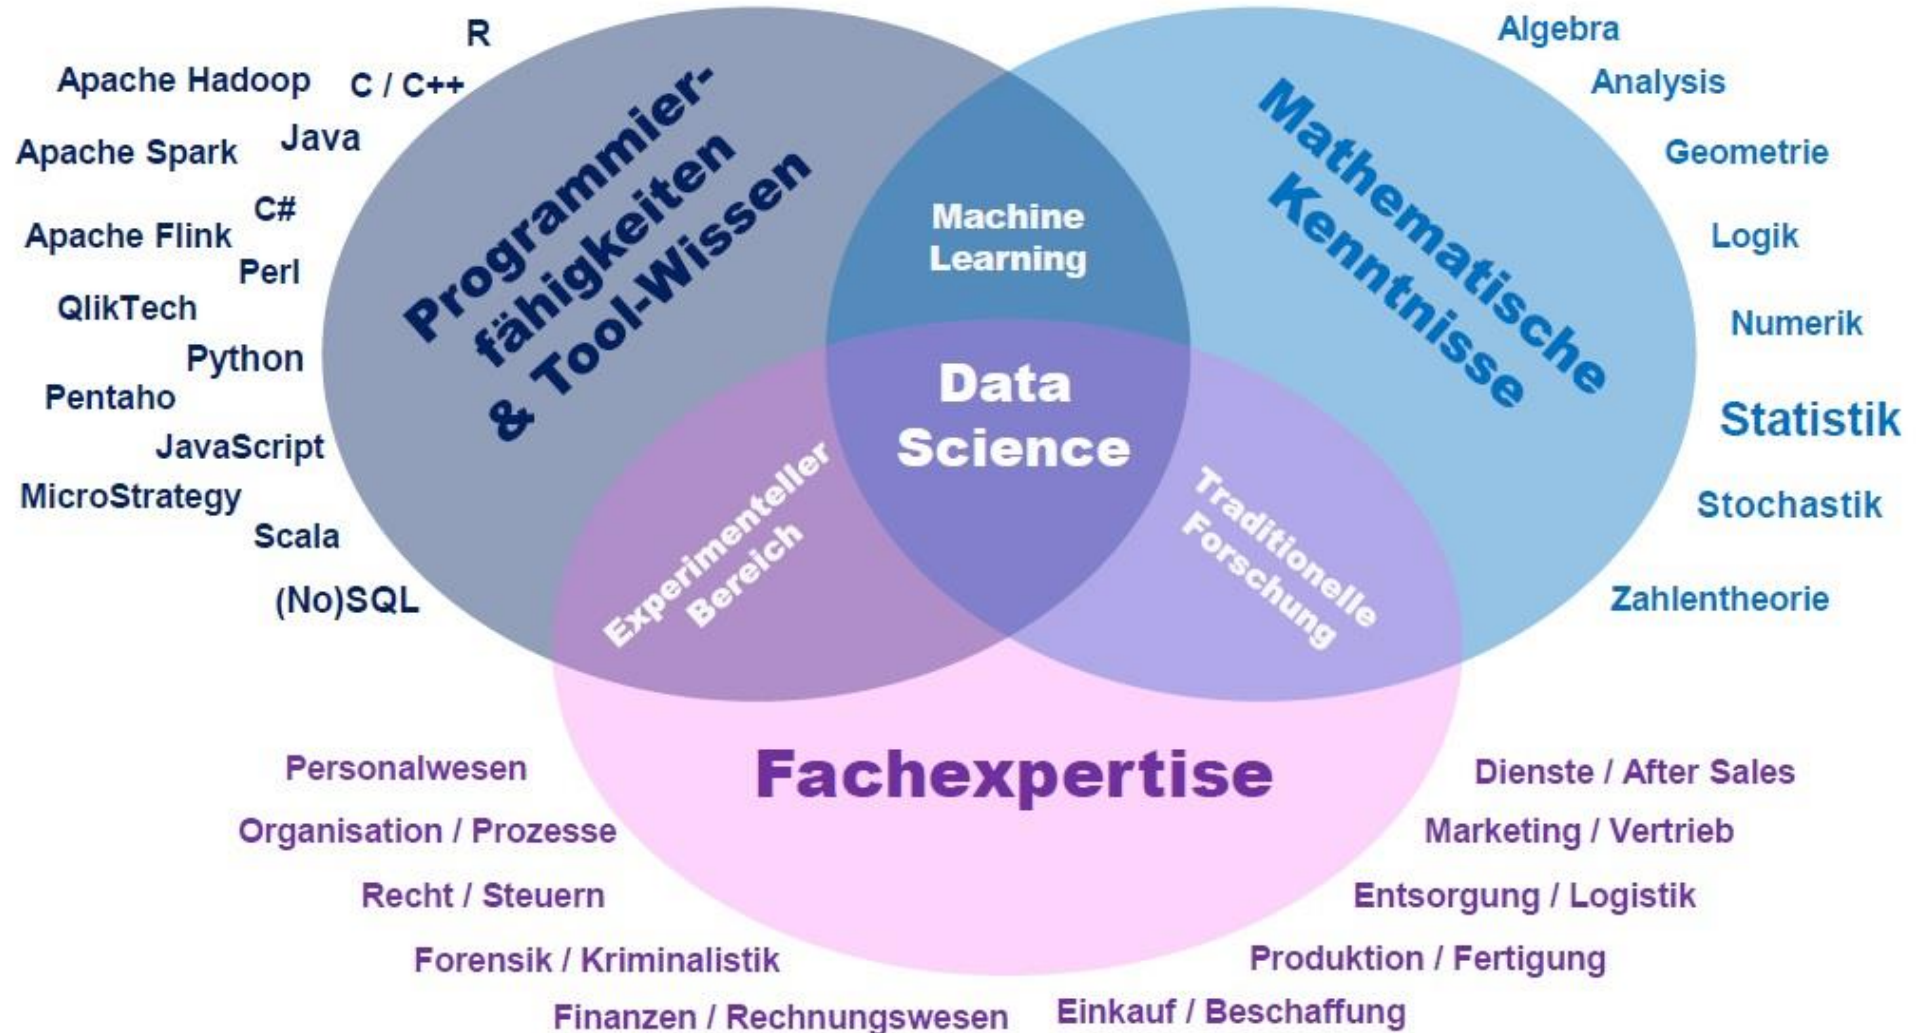 R
Apache Hadoop
C / C++
Java
Apache Spark
C#
Apache Flink
Perl
QlikTech
Python
Pentaho
JavaScript
MicroStrategy
Scala
(No)SQL
Programmier-
fähigkeiten
& Tool-Wissen
Machine
Learning
Mathematische
Kenntnisse
Algebra
Analysis
Geometrie
Logik
Numerik
Statistik
Stochastik
Zahlentheorie
Data
Science
Experimenteller
Bereich
Traditionelle
Forschung
Fachexpertise
Personalwesen
Organisation / Prozesse
Recht / Steuern
Forensik / Kriminalistik
Finanzen / Rechnungswesen
Dienste / After Sales
Marketing / Vertrieb
Entsorgung / Logistik
Produktion / Fertigung
Einkauf / Beschaffung